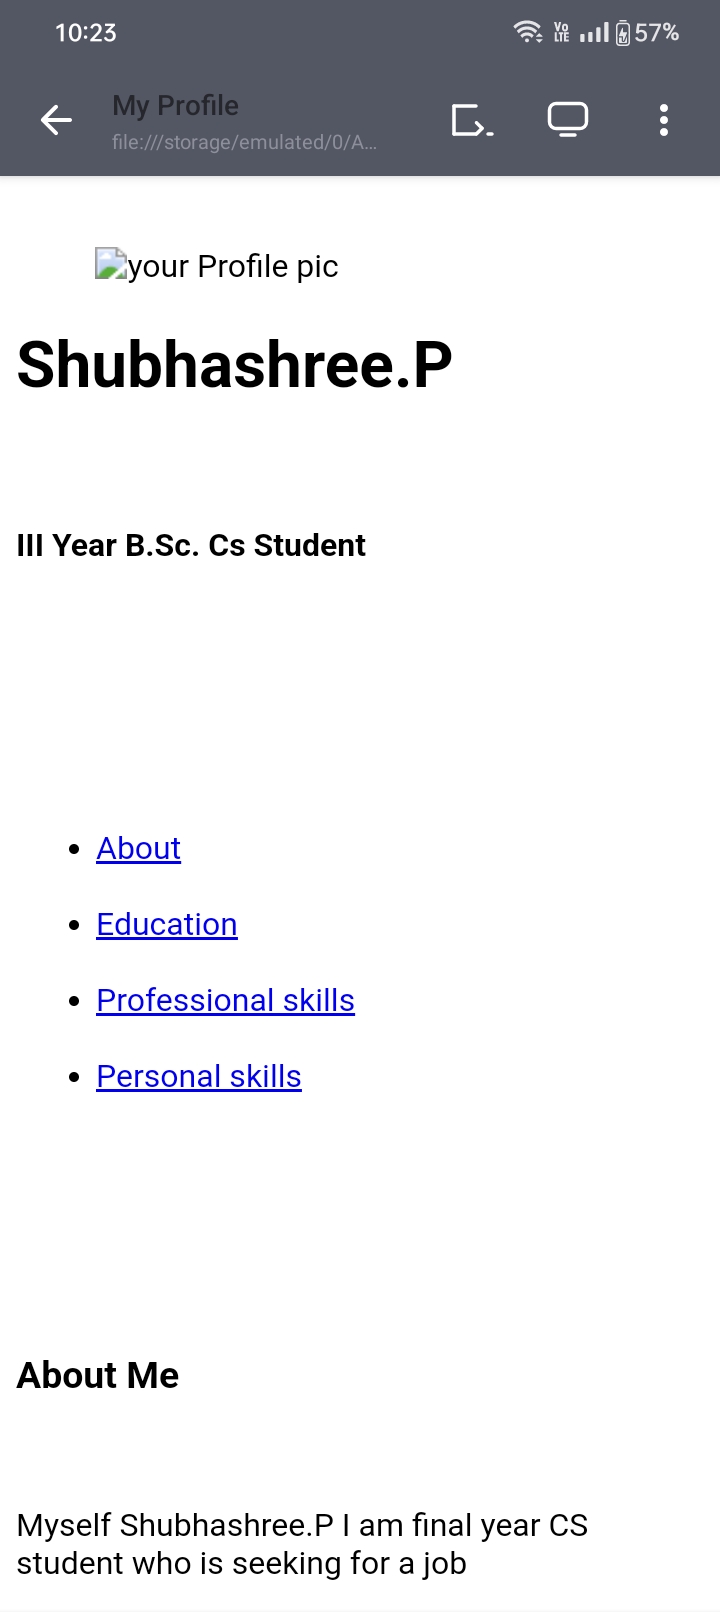 10:23
Vo LTE
57%
My Profile
file:///storage/emulated/0/A...
your Profile pic
Shubhashree.P
III Year B.Sc. Cs Student
About
Education
Professional skills
Personal skills
About Me
Myself Shubhashree.P I am final year CS
student who is seeking for a job